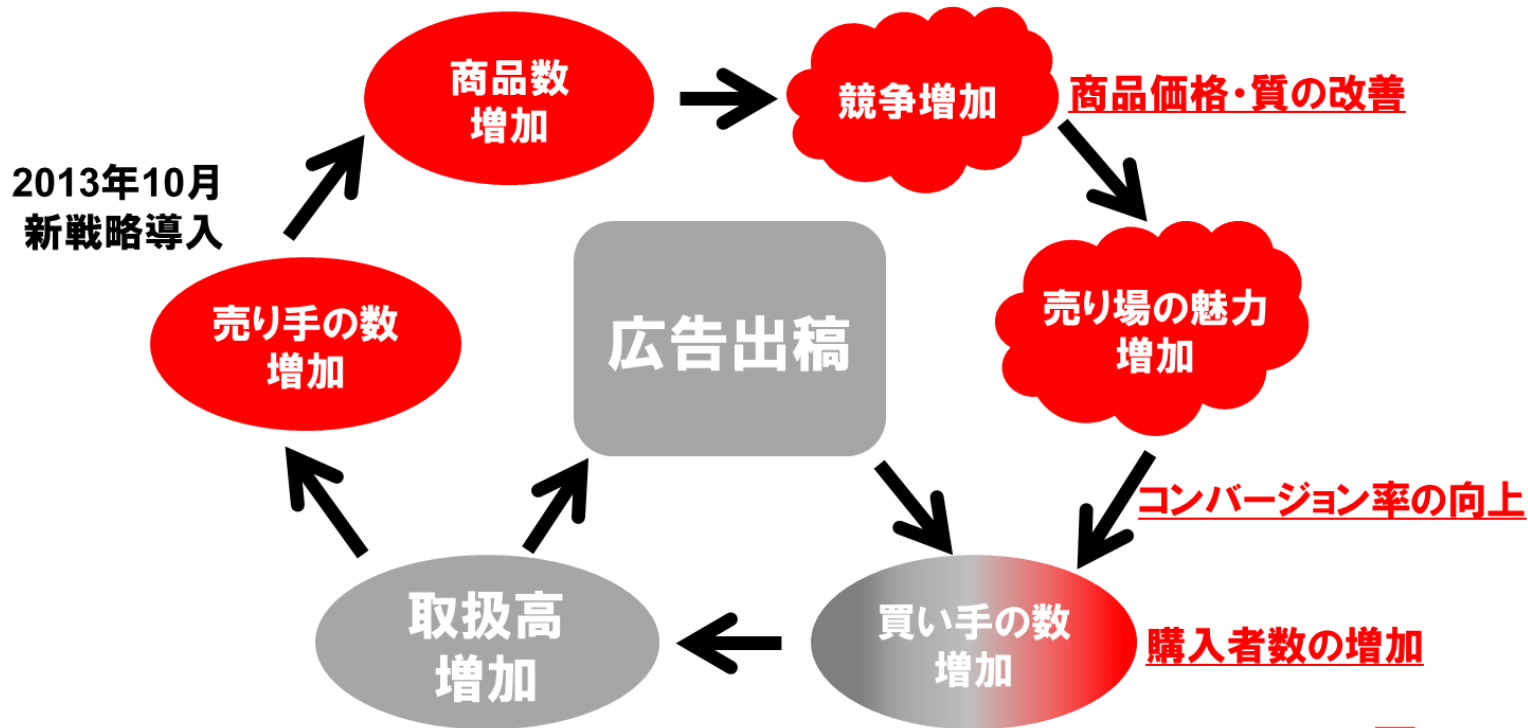 商品数
増加
競争増加
商品価格・質の改善
2013年10月
新戦略導入
売り手の数
増加
広告出稿
売り場の魅力
増加
コンバージョン率の向上
取扱高
増加
買い手の数
増加
購入者数の増加